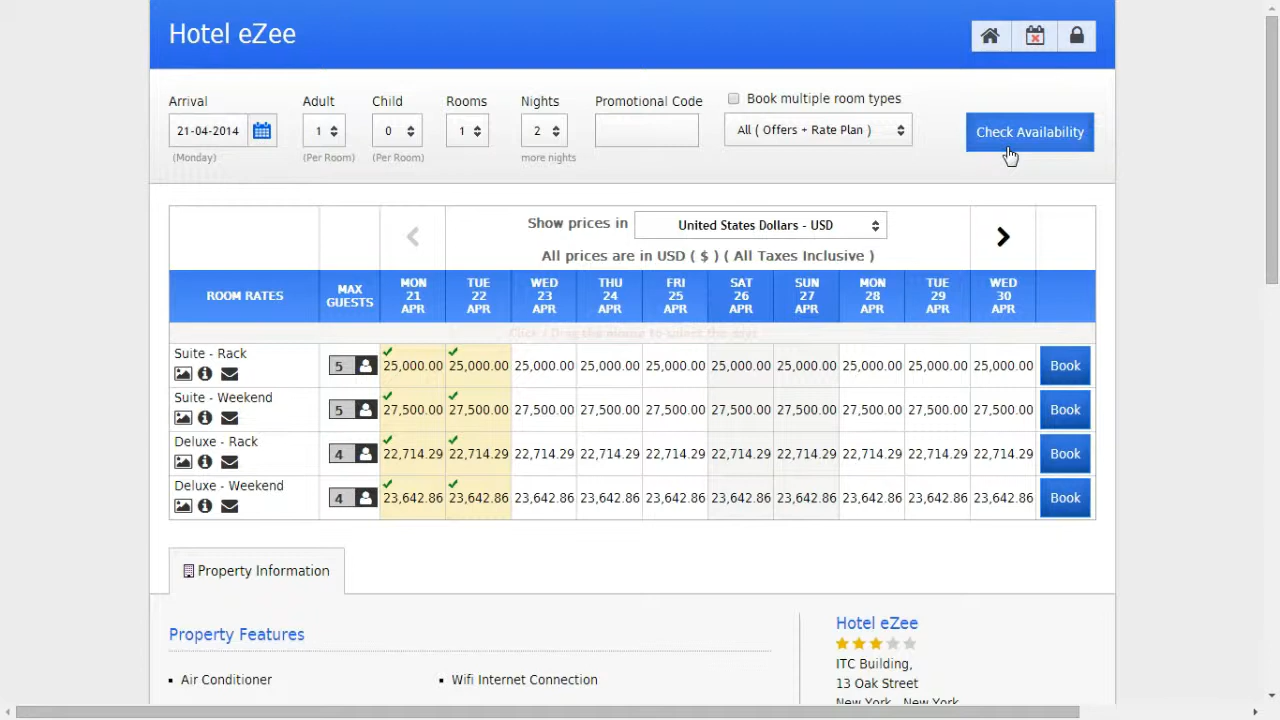 Hotel eZee
Arrival Adult Child Rooms Nights Promotional Code Book multiple room types
21-04-2014 1 0 1 2 All ( Offers + Rate Plan ) Check Availability
(Monday) (Per Room) (Per Room) more nights
Show prices in United States Dollars - USD
All prices are in USD ( $ ) ( All Taxes Inclusive )
ROOM RATES MAX GUESTS MON 21 APR TUE 22 APR WED 23 APR THU 24 APR FRI 25 APR SAT 26 APR SUN 27 APR MON 28 APR TUE 29 APR WED 30 APR
Click / Drag the mouse to select the days
Suite - Rack 5 25,000.00 25,000.00 25,000.00 25,000.00 25,000.00 25,000.00 25,000.00 25,000.00 25,000.00 25,000.00 Book
Suite - Weekend 5 27,500.00 27,500.00 27,500.00 27,500.00 27,500.00 27,500.00 27,500.00 27,500.00 27,500.00 27,500.00 Book
Deluxe - Rack 4 22,714.29 22,714.29 22,714.29 22,714.29 22,714.29 22,714.29 22,714.29 22,714.29 22,714.29 22,714.29 Book
Deluxe - Weekend 4 23,642.86 23,642.86 23,642.86 23,642.86 23,642.86 23,642.86 23,642.86 23,642.86 23,642.86 23,642.86 Book
Property Information
Property Features
Air Conditioner Wifi Internet Connection
Hotel eZee
ITC Building,
13 Oak Street
New York , New York